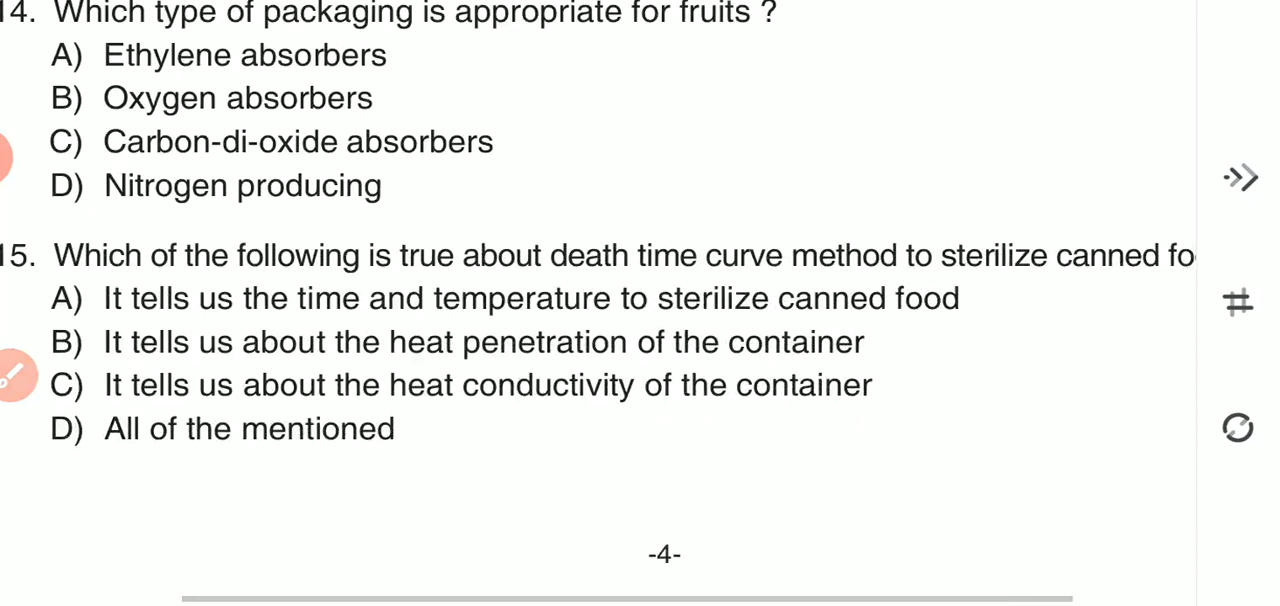 14. Which type of packaging is appropriate for fruits ?
A) Ethylene absorbers
B) Oxygen absorbers
C) Carbon-di-oxide absorbers
D) Nitrogen producing
15. Which of the following is true about death time curve method to sterilize canned fo
A) It tells us the time and temperature to sterilize canned food
B) It tells us about the heat penetration of the container
C) It tells us about the heat conductivity of the container
D) All of the mentioned
-4-